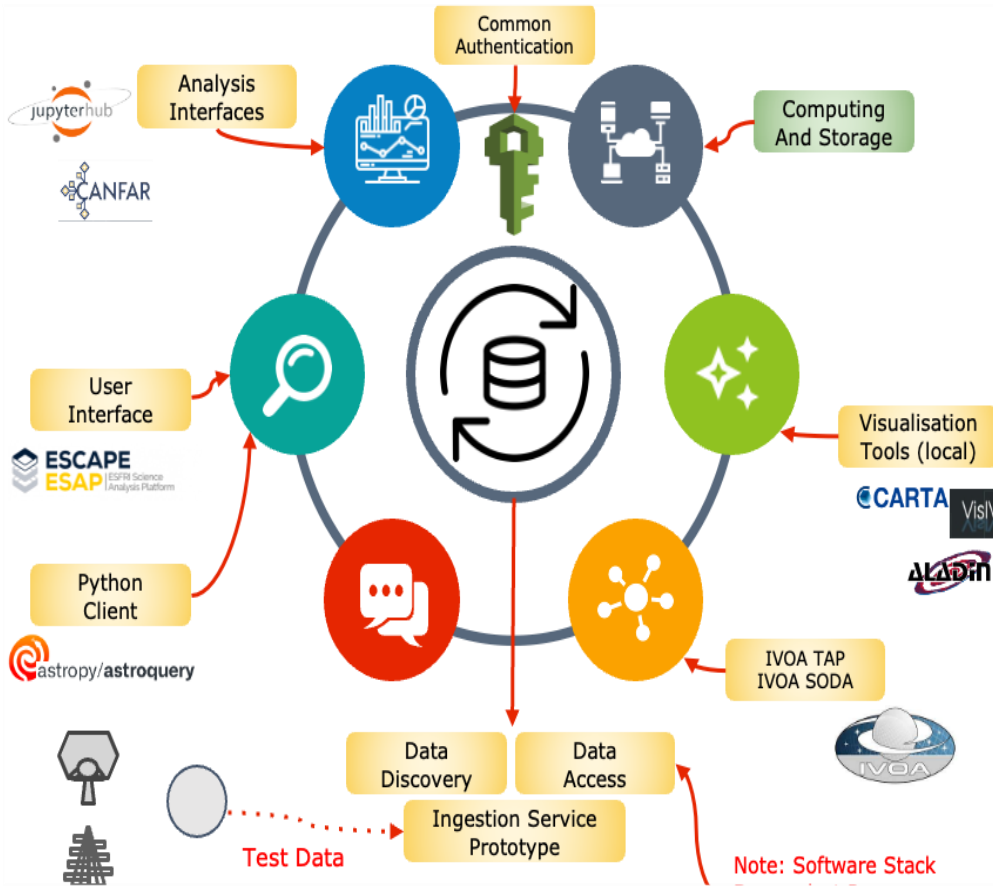 Common
Authentication
jupyterhub
Analysis
Interfaces
Computing
And Storage
CANFAR
User
Interface
ESCAPE
ESAP
ESFRI Science
Analysis Platform
Visualisation
Tools (local)
CARTA
ALADiN
Python
Client
astropy/astroquery
IVOA TAP
IVOA SODA
IVOA
Data
Discovery
Data
Access
Ingestion Service
Prototype
Test Data
Note: Software Stack